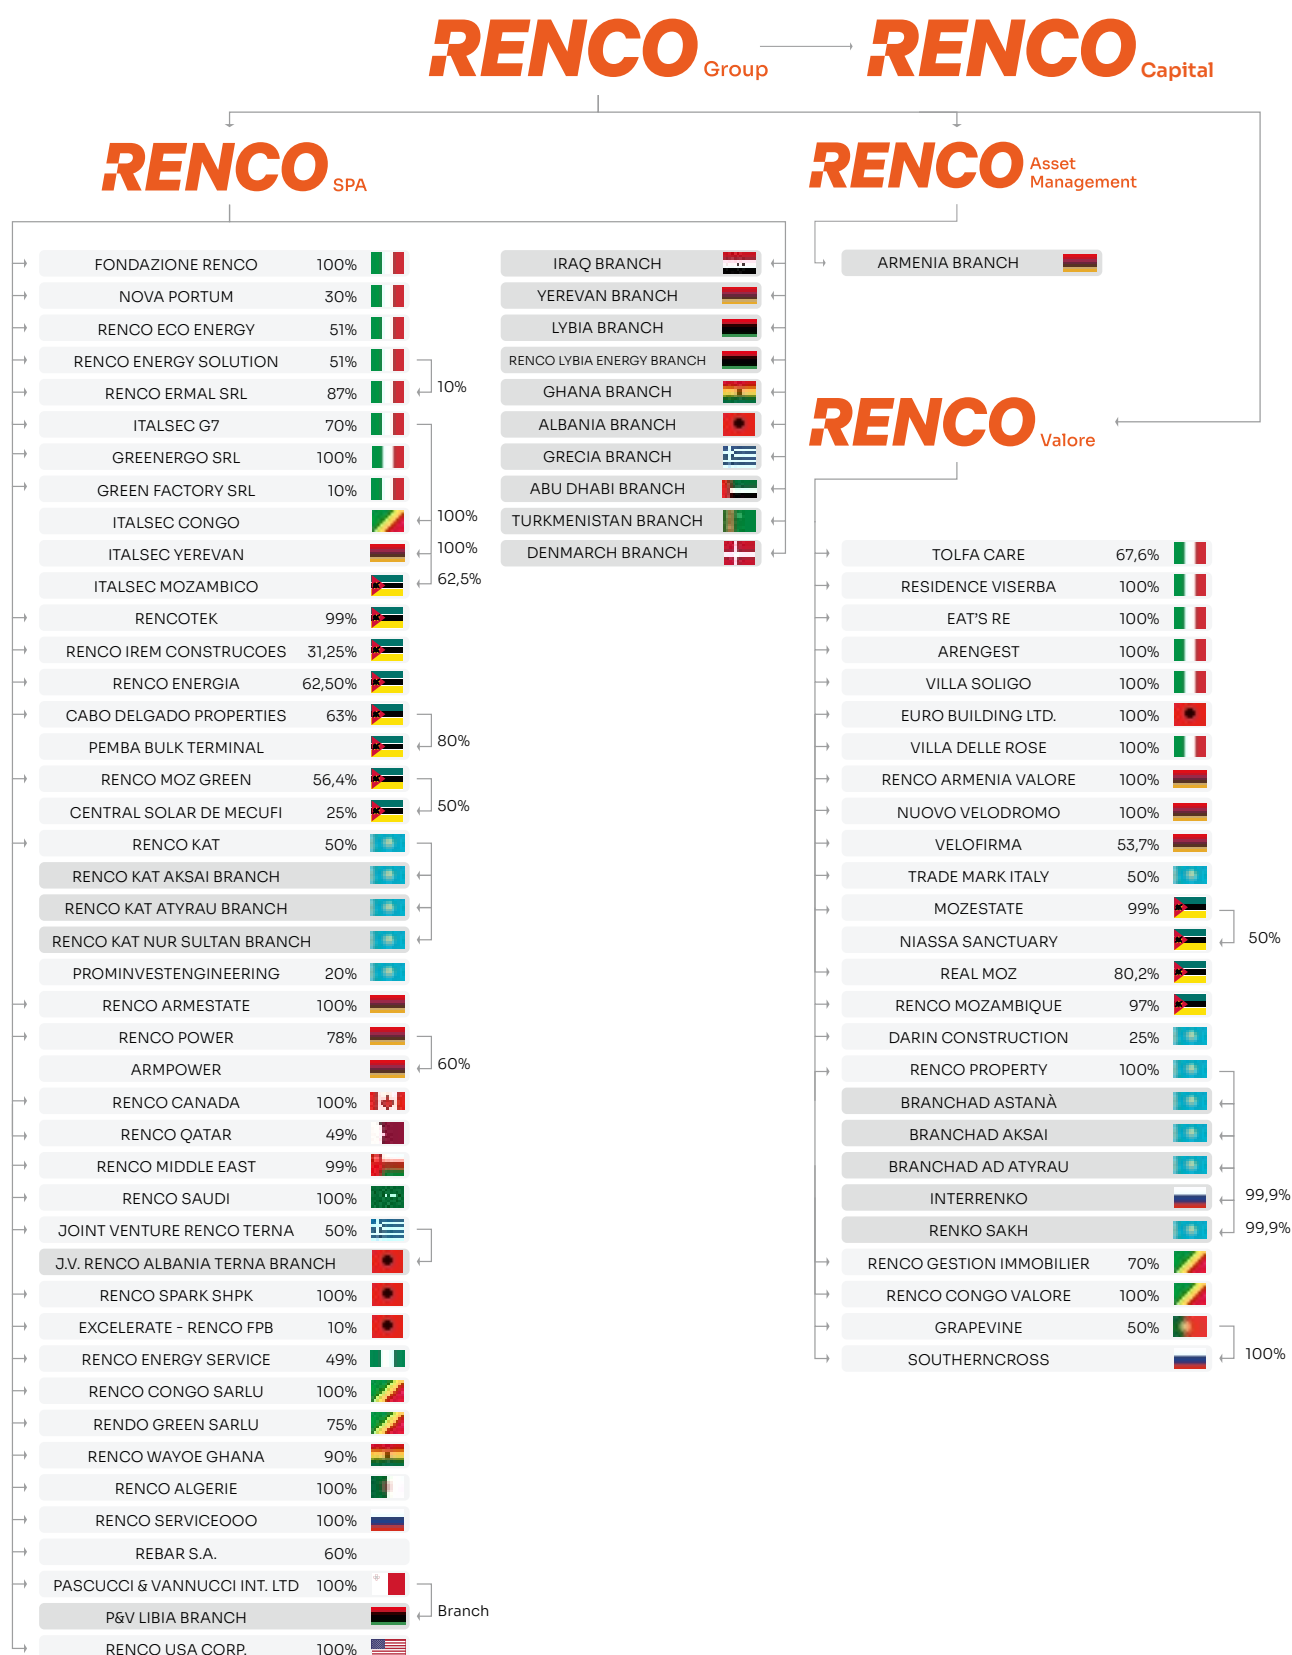 RENCO Group
RENCO Capital
RENCO SPA
FONDAZIONE RENCO 100%
NOVA PORTUM 30%
RENCO ECO ENERGY 51%
RENCO ENERGY SOLUTION 51%
10%
RENCO ERMAL SRL 87%
ITALSEC G7 70%
GREENERGO SRL 100%
GREEN FACTORY SRL 10%
ITALSEC CONGO 100%
ITALSEC YEREVAN 100%
ITALSEC MOZAMBICO 62,5%
RENCOTEK 99%
RENCO IREM CONSTRUCOES 31,25%
RENCO ENERGIA 62,50%
CABO DELGADO PROPERTIES 63%
80%
PEMBA BULK TERMINAL
RENCO MOZ GREEN 56,4%
50%
CENTRAL SOLAR DE MECUFI 25%
RENCO KAT 50%
RENCO KAT AKSAI BRANCH
RENCO KAT ATYRAU BRANCH
RENCO KAT NUR SULTAN BRANCH
PROMINVESTENGINEERING 20%
RENCO ARMESTATE 100%
RENCO POWER 78%
60%
ARMPOWER
RENCO CANADA 100%
RENCO QATAR 49%
RENCO MIDDLE EAST 99%
RENCO SAUDI 100%
JOINT VENTURE RENCO TERNA 50%
J.V. RENCO ALBANIA TERNA BRANCH
RENCO SPARK SHPK 100%
EXCELERATE - RENCO FPB 10%
RENCO ENERGY SERVICE 49%
RENCO CONGO SARLU 100%
RENDO GREEN SARLU 75%
RENCO WAYOE GHANA 90%
RENCO ALGERIE 100%
RENCO SERVICEOOO 100%
REBAR S.A. 60%
PASCUCCI & VANNUCCI INT. LTD 100%
Branch
P&V LIBIA BRANCH
RENCO USA CORP. 100%
IRAQ BRANCH
YEREVAN BRANCH
LYBIA BRANCH
RENCO LYBIA ENERGY BRANCH
GHANA BRANCH
ALBANIA BRANCH
GRECIA BRANCH
ABU DHABI BRANCH
TURKMENISTAN BRANCH
DENMARCH BRANCH
RENCO Asset
Management
ARMENIA BRANCH
RENCO Valore
TOLFA CARE 67,6%
RESIDENCE VISERBA 100%
EAT'S RE 100%
ARENGEST 100%
VILLA SOLIGO 100%
EURO BUILDING LTD. 100%
VILLA DELLE ROSE 100%
RENCO ARMENIA VALORE 100%
NUOVO VELODROMO 100%
VELOFIRMA 53,7%
TRADE MARK ITALY 50%
MOZESTATE 99%
NIASSA SANCTUARY 50%
REAL MOZ 80,2%
RENCO MOZAMBIQUE 97%
DARIN CONSTRUCTION 25%
RENCO PROPERTY 100%
BRANCHAD ASTANÀ
BRANCHAD AKSAI
BRANCHAD AD ATYRAU
INTERRENKO 99,9%
RENKO SAKH 99,9%
RENCO GESTION IMMOBILIER 70%
RENCO CONGO VALORE 100%
GRAPEVINE 50%
SOUTHERNCROSS 100%